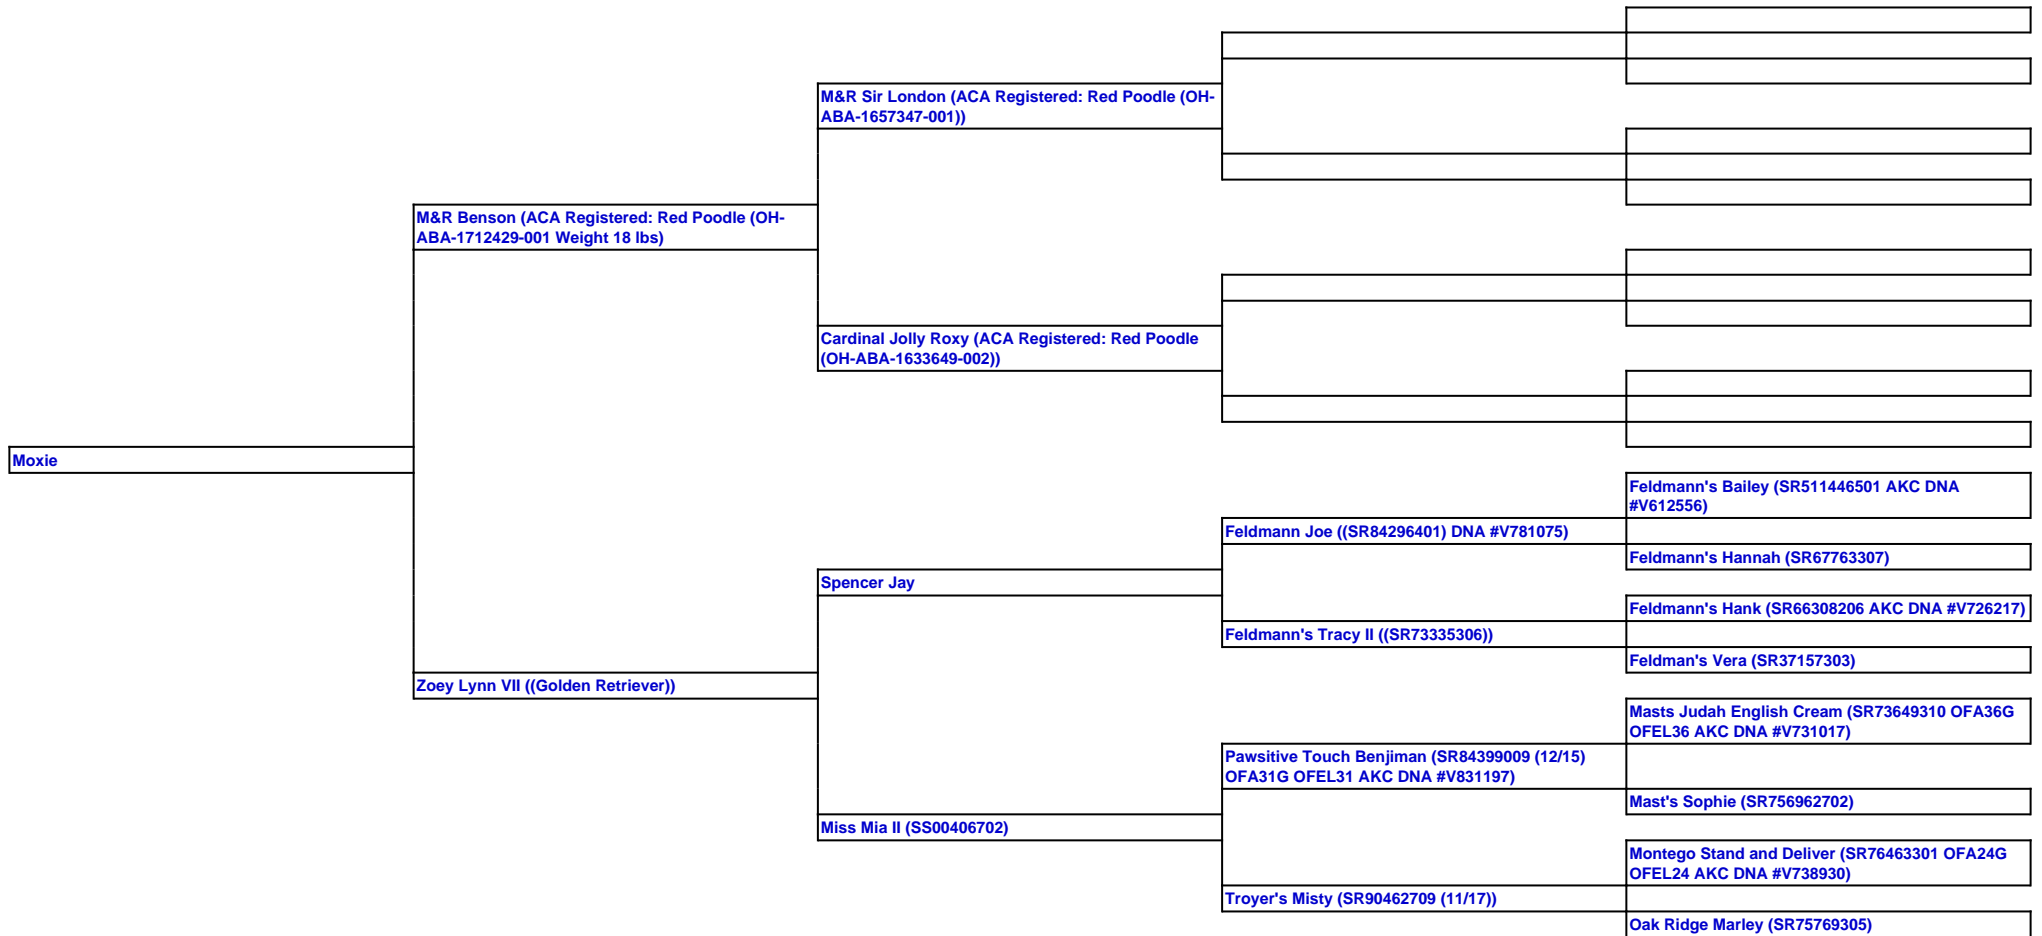 M&R Sir London (ACA Registered: Red Poodle (OH-
ABA-1657347-001))
M&R Benson (ACA Registered: Red Poodle (OH-
ABA-1712429-001 Weight 18 lbs)
Cardinal Jolly Roxy (ACA Registered: Red Poodle
(OH-ABA-1633649-002))
Moxie
Feldmann's Bailey (SR511446501 AKC DNA
#V612556)
Feldmann Joe ((SR84296401) DNA #V781075)
Feldmann's Hannah (SR67763307)
Spencer Jay
Feldmann's Hank (SR66308206 AKC DNA #V726217)
Feldmann's Tracy II ((SR73335306))
Feldman's Vera (SR37157303)
Zoey Lynn VII ((Golden Retriever))
Masts Judah English Cream (SR73649310 OFA36G
OFEL36 AKC DNA #V731017)
Pawsitive Touch Benjiman (SR84399009 (12/15)
OFA31G OFEL31 AKC DNA #V831197)
Mast's Sophie (SR756962702)
Miss Mia II (SS00406702)
Montego Stand and Deliver (SR76463301 OFA24G
OFEL24 AKC DNA #V738930)
Troyer's Misty (SR90462709 (11/17))
Oak Ridge Marley (SR75769305)